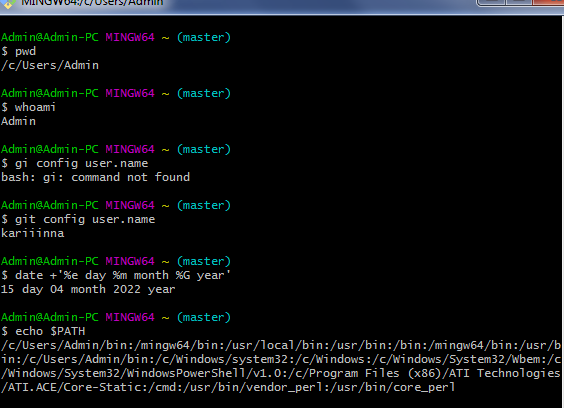 MINGW64:/c/Users/Admin
Admin@Admin-PC MINGW64 ~ (master)
$ pwd
/c/Users/Admin
Admin@Admin-PC MINGW64 ~ (master)
$ whoami
Admin
Admin@Admin-PC MINGW64 ~ (master)
$ gi config user.name
bash: gi: command not found
Admin@Admin-PC MINGW64 ~ (master)
$ git config user.name
kariiinna
Admin@Admin-PC MINGW64 ~ (master)
$ date +'%e day %m month %G year'
15 day 04 month 2022 year
Admin@Admin-PC MINGW64 ~ (master)
$ echo $PATH
/c/Users/Admin/bin:/mingw64/bin:/usr/local/bin:/usr/bin:/bin:/mingw64/bin:/usr/b
in:/c/Users/Admin/bin:/c/Windows/system32:/c/Windows:/c/Windows/System32/Wbem:/c
/Windows/System32/WindowsPowerShell/v1.0:/c/Program Files (x86)/ATI Technologies
/ATI.ACE/Core-Static:/cmd:/usr/bin/vendor_perl:/usr/bin/core_perl